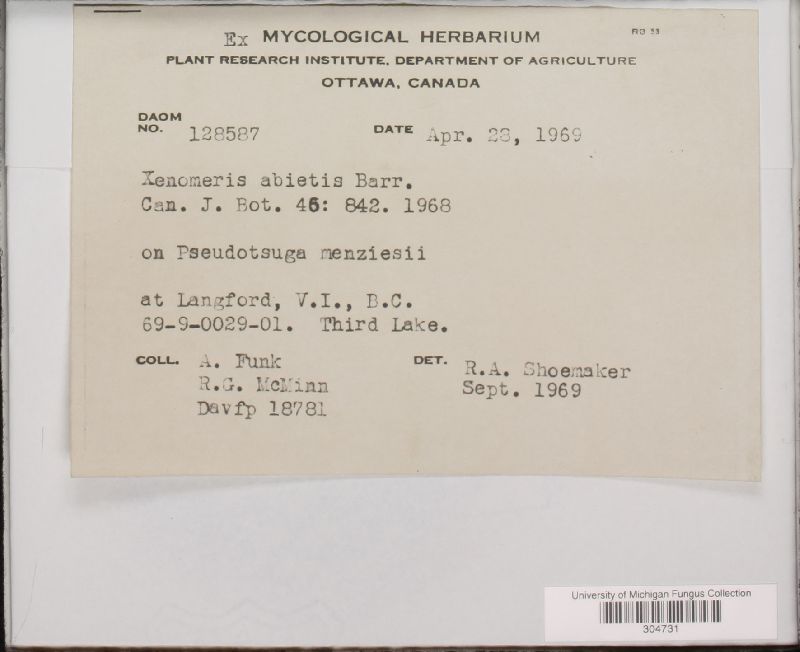 Ex MYCOLOGICAL HERBARIUM
PLANT RESEARCH INSTITUTE, DEPARTMENT OF AGRICULTURE
OTTAWA, CANADA
DAOM
NO. 128587
DATE Apr. 28, 1969
Xenomeris abietis Barr.
Can. J. Bot. 46: 842. 1968
on Pseudotsuga menziesii
at Langford, V.I., B.C.
69-9-0029-01. Third Lake.
COLL. A. Funk
R.G. McMinn
Davfp 18781
DET. R.A. Shoemaker
Sept. 1969
University of Michigan Fungus Collection
304731